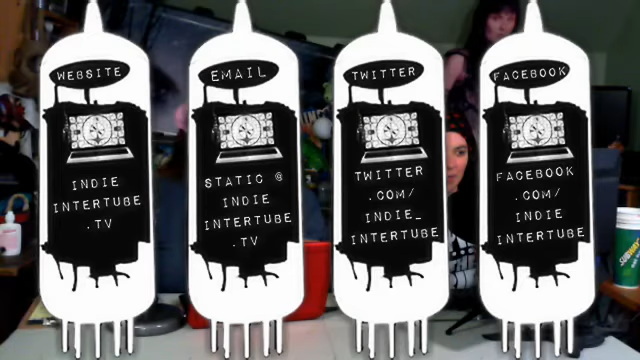 WEBSITE
INDIE
INTERTUBE
.TV
EMAIL
STATIC @
INDIE
INTERTUBE
.TV
TWITTER
TWITTER
.COM/
INDIE_
INTERTUBE
FACEBOOK
FACEBOOK
.COM/
INDIE
INTERTUBE
SUBWAY